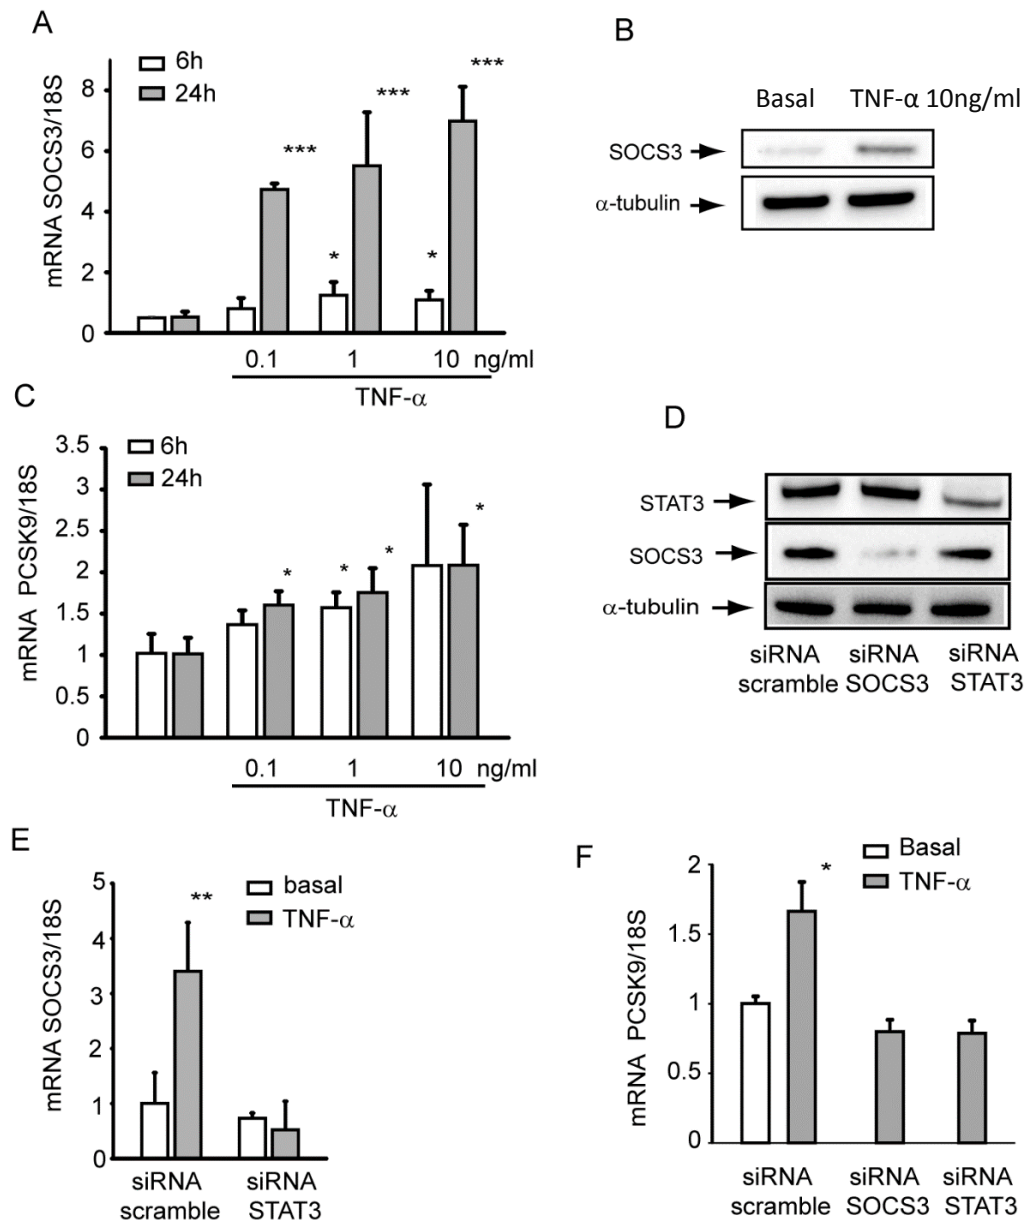 A
6h
24h
mRNA SOCS3/18S
8
6
4
2
0
***
***
***
*
*
0.1 1 10 ng/ml
TNF-α
B
Basal TNF-α 10ng/ml
SOCS3
α-tubulin
C
6h
24h
mRNA PCSK9/18S
3.5
3
2.5
2
1.5
1
0.5
0
*
*
*
*
0.1 1 10 ng/ml
TNF-α
D
STAT3
SOCS3
α-tubulin
siRNA siRNA siRNA
scramble SOCS3 STAT3
E
basal
TNF-α
mRNA SOCS3/18S
5
4
3
2
1
0
**
siRNA siRNA
scramble STAT3
F
Basal
TNF-α
mRNA PCSK9/18S
2
1.5
1
0.5
0
*
siRNA siRNA siRNA
scramble SOCS3 STAT3